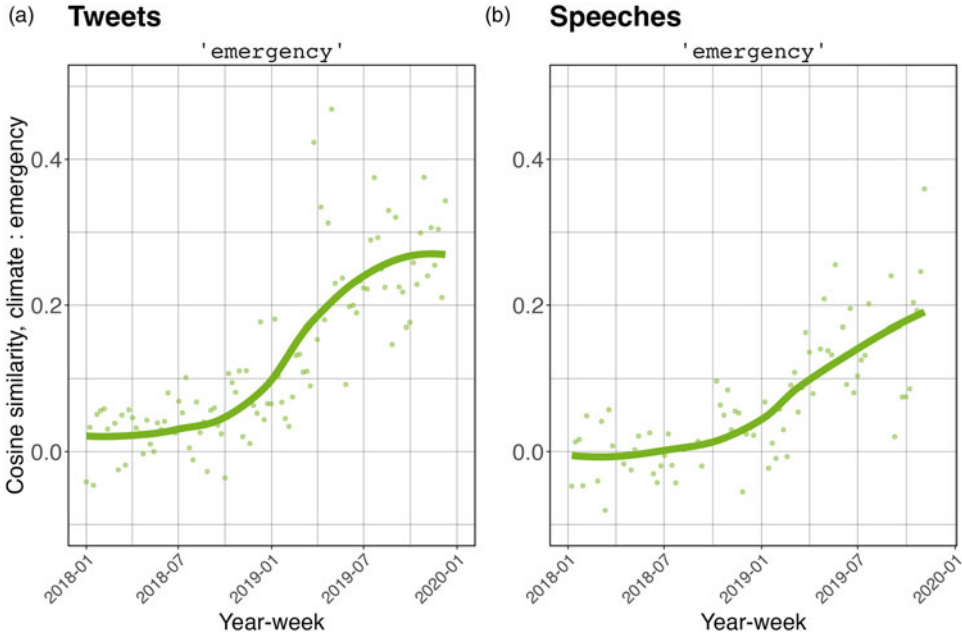 (a) Tweets
'emergency'
Cosine similarity, climate : emergency
0.4
0.2
0.0
2018-01
2018-07
2019-01
2019-07
2020-01
Year-week
(b) Speeches
'emergency'
0.4
0.2
0.0
2018-01
2018-07
2019-01
2019-07
2020-01
Year-week